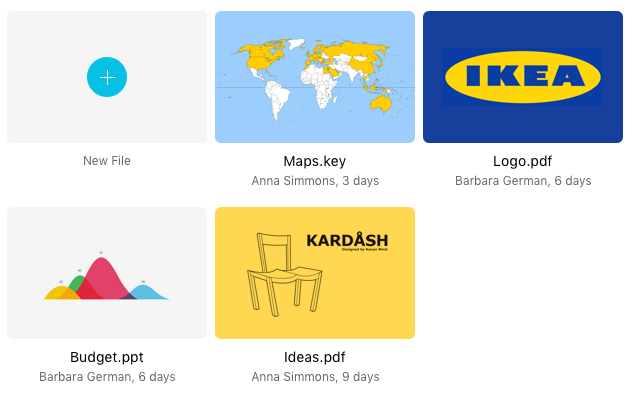 IKEA
New File
Maps.key
Logo.pdf
Anna Simmons, 3 days
Barbara German, 6 days
KARDÅSH
Designed by Kanye West
Budget.ppt
Ideas.pdf
Barbara German, 6 days
Anna Simmons, 9 days